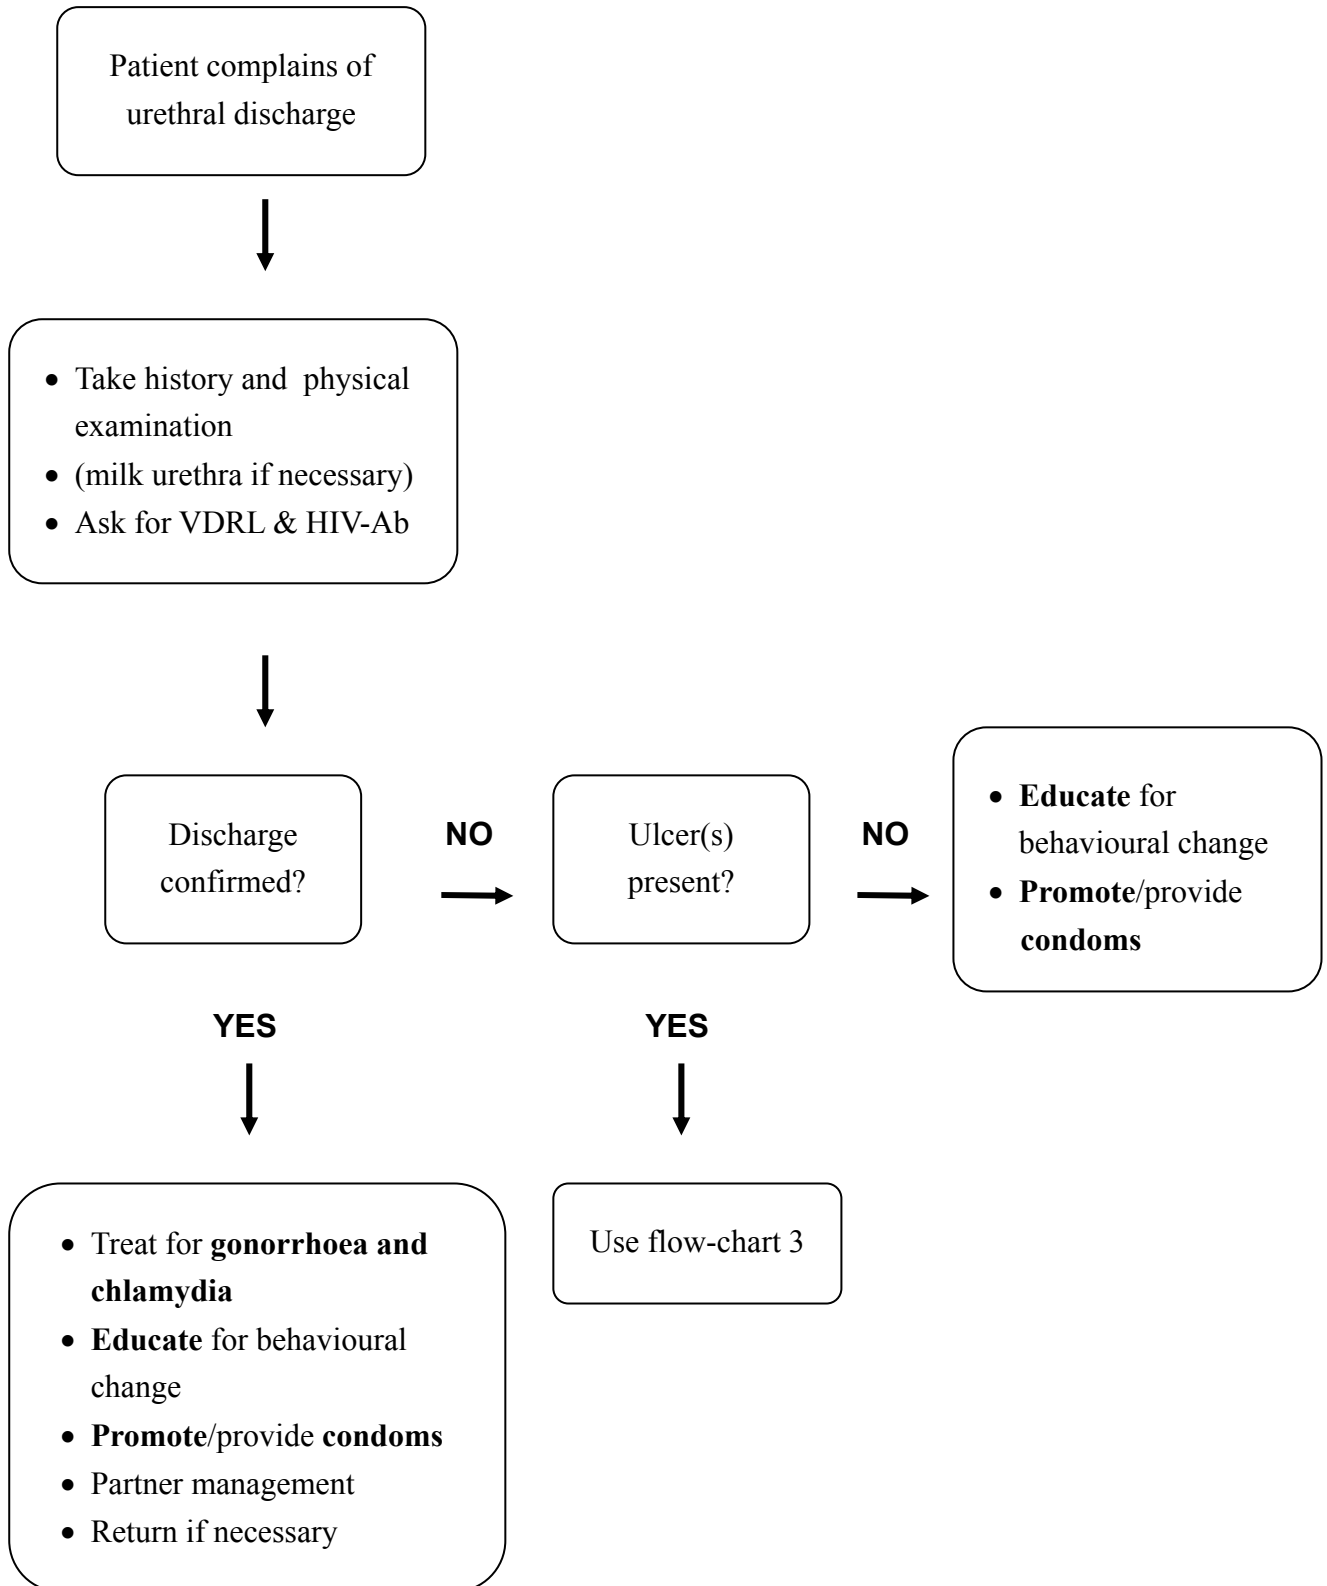 Patient complains of
urethral discharge
• Take history and  physical
examination
• (milk urethra if necessary)
• Ask for VDRL & HIV-Ab
Discharge
confirmed?
NO
Ulcer(s)
present?
NO
• Educate for
behavioural change
• Promote/provide
condoms
YES
YES
• Treat for gonorrhoea and
chlamydia
• Educate for behavioural
change
• Promote/provide condoms
• Partner management
• Return if necessary
Use flow-chart 3